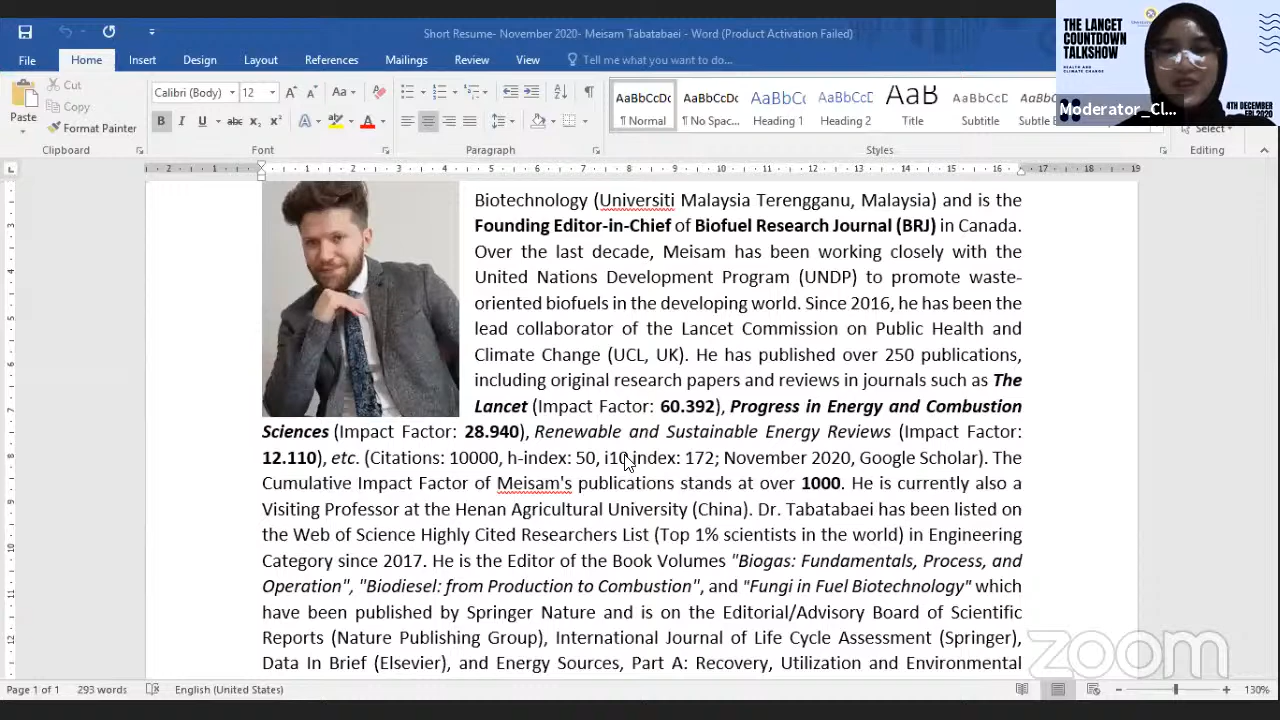 Short Resume- November 2020- Meisam Tabatabaei - Word (Product Activation Failed)
File Home Insert Design Layout References Mailings Review View Tell me what you want to do...
Cut
Copy
Format Painter
Paste
Clipboard
Calibri (Body) 12
Font
Paragraph
AaBbCcDc AaBbCcDc AaBbCc AaBbCcD AaB AaBbCcD
¶ Normal ¶ No Spac... Heading 1 Heading 2 Title Subtitle
Styles
Select
Editing
THE LANCET
COUNTDOWN
TALKSHOW
HEALTH AND
CLIMATE CHANGE
Moderator_Cl...
4TH DECEMBER
2020
Biotechnology (Universiti Malaysia Terengganu, Malaysia) and is the
Founding Editor-in-Chief of Biofuel Research Journal (BRJ) in Canada.
Over the last decade, Meisam has been working closely with the
United Nations Development Program (UNDP) to promote waste-
oriented biofuels in the developing world. Since 2016, he has been the
lead collaborator of the Lancet Commission on Public Health and
Climate Change (UCL, UK). He has published over 250 publications,
including original research papers and reviews in journals such as The
Lancet (Impact Factor: 60.392), Progress in Energy and Combustion
Sciences (Impact Factor: 28.940), Renewable and Sustainable Energy Reviews (Impact Factor:
12.110), etc. (Citations: 10000, h-index: 50, i10 index: 172; November 2020, Google Scholar). The
Cumulative Impact Factor of Meisam's publications stands at over 1000. He is currently also a
Visiting Professor at the Henan Agricultural University (China). Dr. Tabatabaei has been listed on
the Web of Science Highly Cited Researchers List (Top 1% scientists in the world) in Engineering
Category since 2017. He is the Editor of the Book Volumes "Biogas: Fundamentals, Process, and
Operation", "Biodiesel: from Production to Combustion", and "Fungi in Fuel Biotechnology" which
have been published by Springer Nature and is on the Editorial/Advisory Board of Scientific
Reports (Nature Publishing Group), International Journal of Life Cycle Assessment (Springer),
Data In Brief (Elsevier), and Energy Sources, Part A: Recovery, Utilization and Environmental
zoom
Page 1 of 1 293 words English (United States) 130%